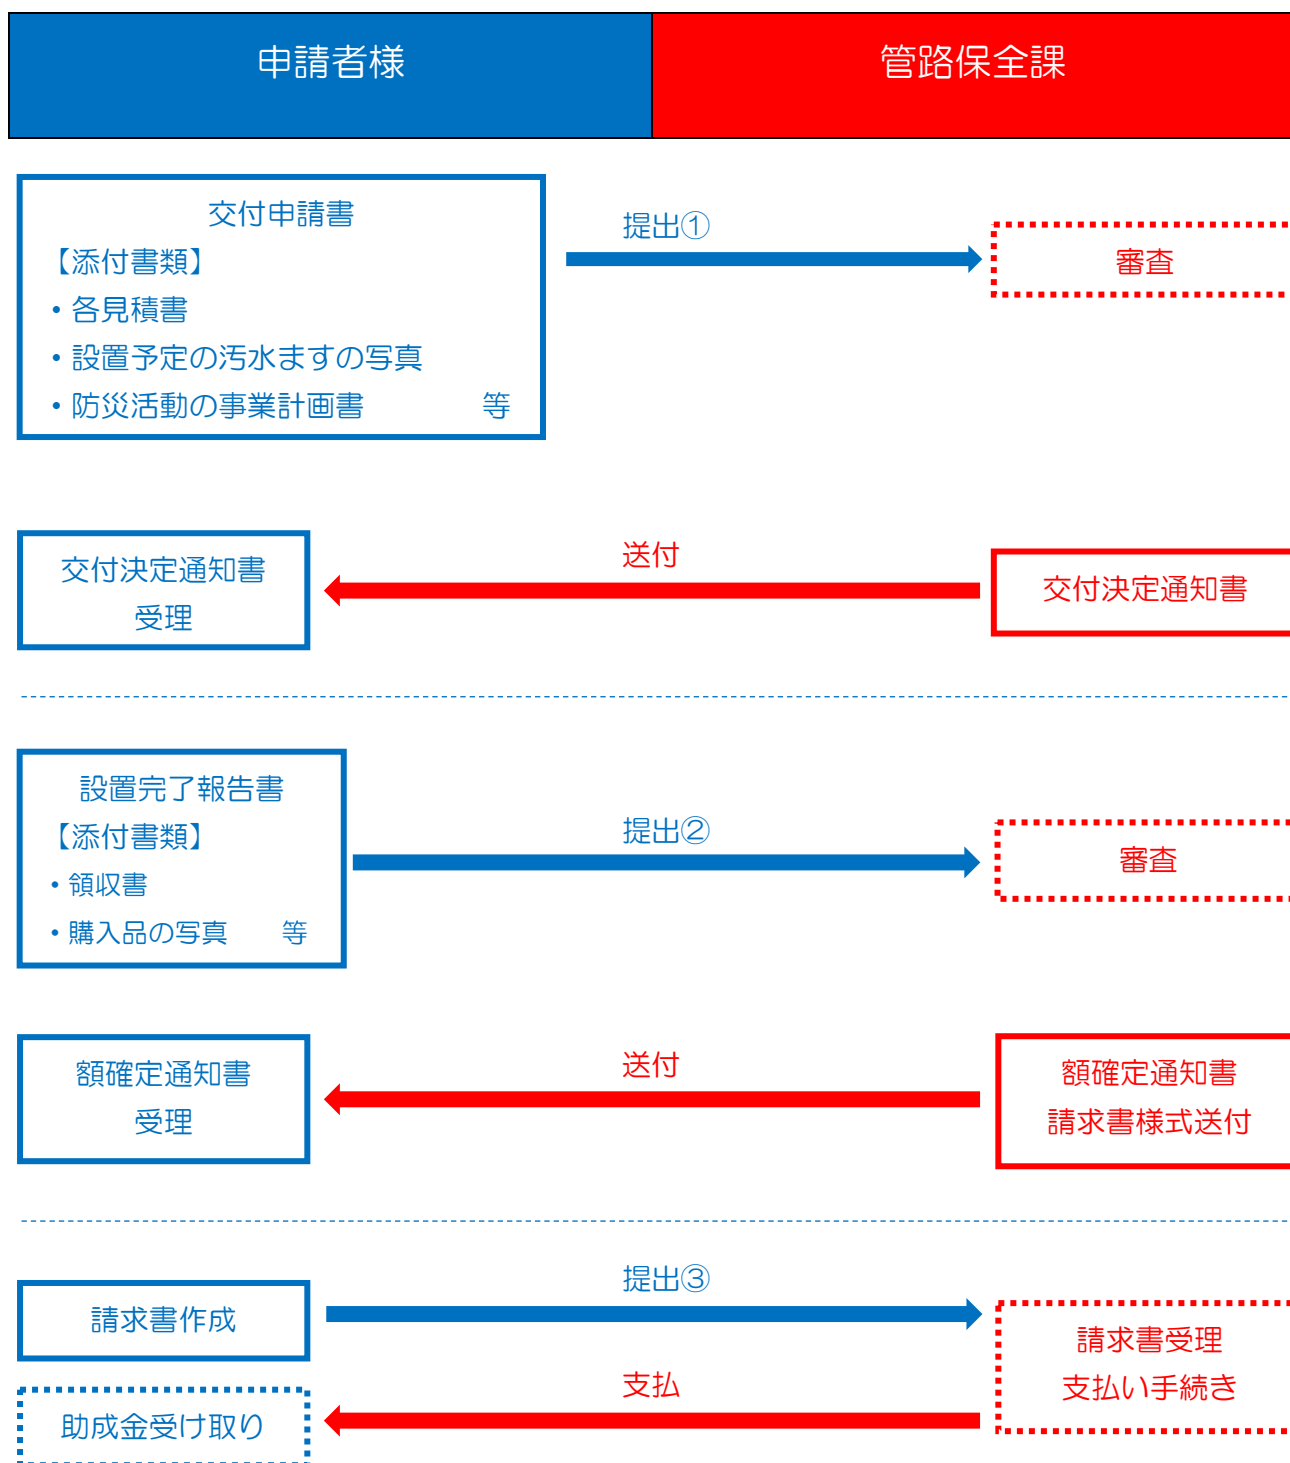 申請者様
管路保全課
交付申請書
【添付書類】
・各見積書
・設置予定の汚水ますの写真
・防災活動の事業計画書 等
提出①
審査
交付決定通知書
受理
送付
交付決定通知書
設置完了報告書
【添付書類】
・領収書
・購入品の写真 等
提出②
審査
額確定通知書
受理
送付
額確定通知書
請求書様式送付
請求書作成
提出③
請求書受理
支払い手続き
支払
助成金受け取り